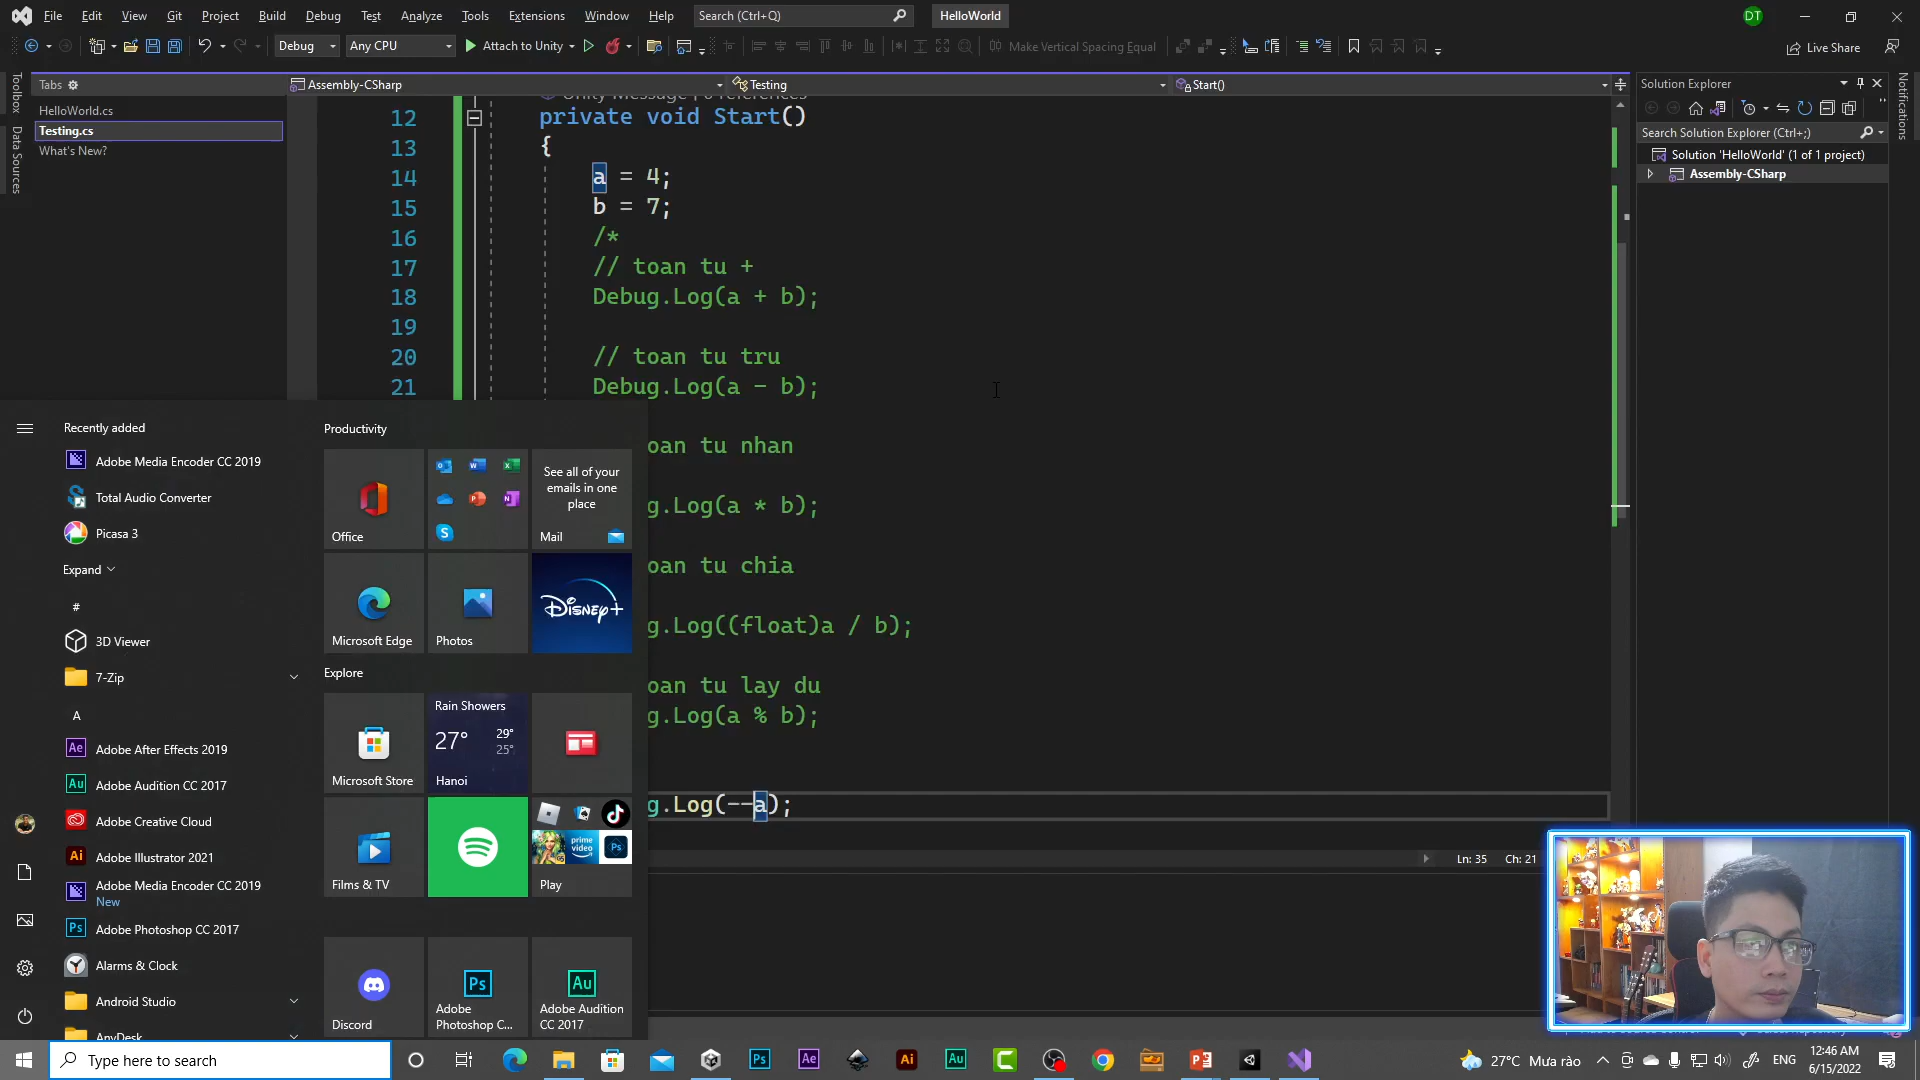 File Edit View Git Project Build Debug Test Analyze Tools Extensions Window Help Search (Ctrl+Q) HelloWorld DT
Debug Any CPU Attach to Unity Make Vertical Spacing Equal Live Share
Toolbox
Data Sources
Tabs
HelloWorld.cs
Testing.cs
What's New?
Assembly-CSharp Testing Start()
12 private void Start()
13 {
14 a = 4;
15 b = 7;
16 /*
17 // toan tu +
18 Debug.Log(a + b);
19
20 // toan tu tru
21 Debug.Log(a - b);
oan tu nhan
g.Log(a * b);
oan tu chia
g.Log((float)a / b);
oan tu lay du
g.Log(a % b);
g.Log(--a);
Ln: 35 Ch: 21
Solution Explorer
Search Solution Explorer (Ctrl+;)
Solution 'HelloWorld' (1 of 1 project)
Assembly-CSharp
Notifications
Recently added
Adobe Media Encoder CC 2019
Total Audio Converter
Picasa 3
Expand
#
3D Viewer
7-Zip
A
Adobe After Effects 2019
Adobe Audition CC 2017
Adobe Creative Cloud
Adobe Illustrator 2021
Adobe Media Encoder CC 2019
New
Adobe Photoshop CC 2017
Alarms & Clock
Android Studio
AnyDesk
Productivity
Office
See all of your
emails in one
place
Mail
Microsoft Edge
Photos
Disney+
Explore
Microsoft Store
Rain Showers
27° 29°
25°
Hanoi
Films & TV
prime
video
Play
Discord
Adobe
Photoshop C...
Adobe Audition
CC 2017
Type here to search
27°C Mưa rào
ENG
12:46 AM
6/15/2022